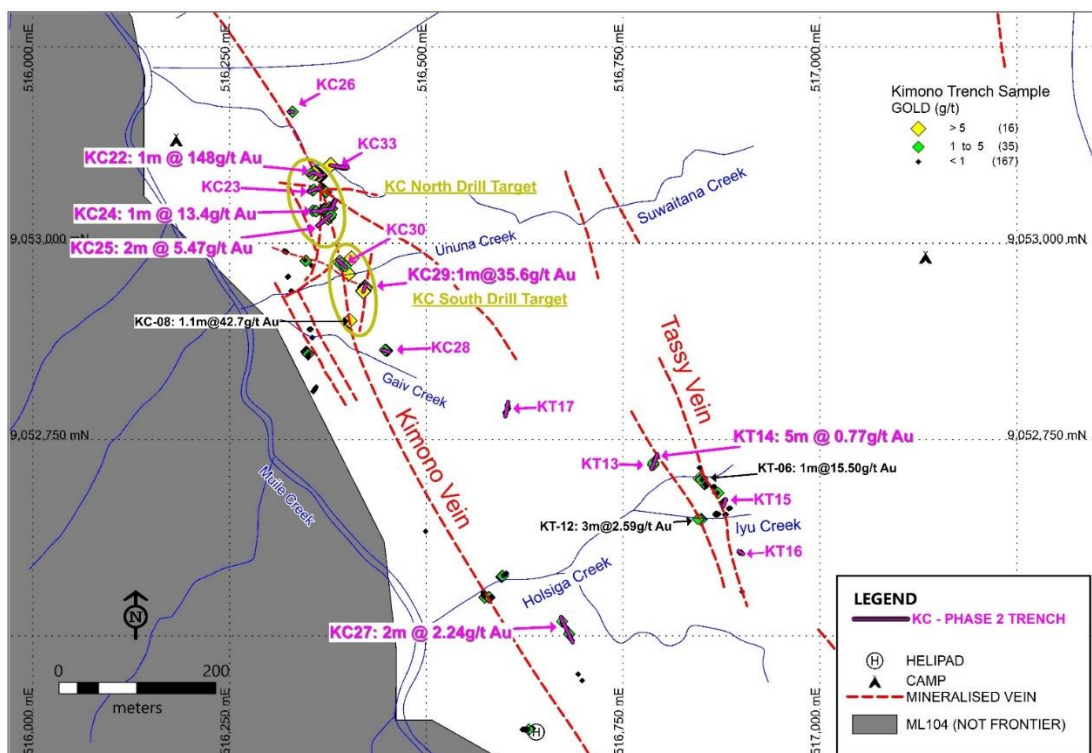 516,000 mE
516,250 mE
516,500 mE
516,750 mE
517,000 mE
Kimono Trench Sample
GOLD (g/t)
> 5 (16)
1 to 5 (35)
< 1 (167)
KC26
KC33
KC22: 1m @ 148g/t Au
KC23
KC North Drill Target
KC24: 1m @ 13.4g/t Au
KC30
Suwaitana Creek
9,053,000 mN
9,053,000 mN
KC25: 2m @ 5.47g/t Au
Ununa Creek
KC29:1m@35.6g/t Au
KC South Drill Target
KC-08: 1.1m@42.7g/t Au
KC28
Gaiv Creek
Tassy Vein
KT17
9,052,750 mN
9,052,750 mN
Kimono Vein
KT14: 5m @ 0.77g/t Au
KT13
KT-06: 1m@15.50g/t Au
Muile Creek
KT15
KT-12: 3m@2.59g/t Au
Iyu Creek
KT16
Holsiga Creek
KC27: 2m @ 2.24g/t Au
N
0 200
meters
H
LEGEND
KC - PHASE 2 TRENCH
H HELIPAD
CAMP
MINERALISED VEIN
ML104 (NOT FRONTIER)
516,000 mE
516,250 mE
516,750 mE
517,000 mE